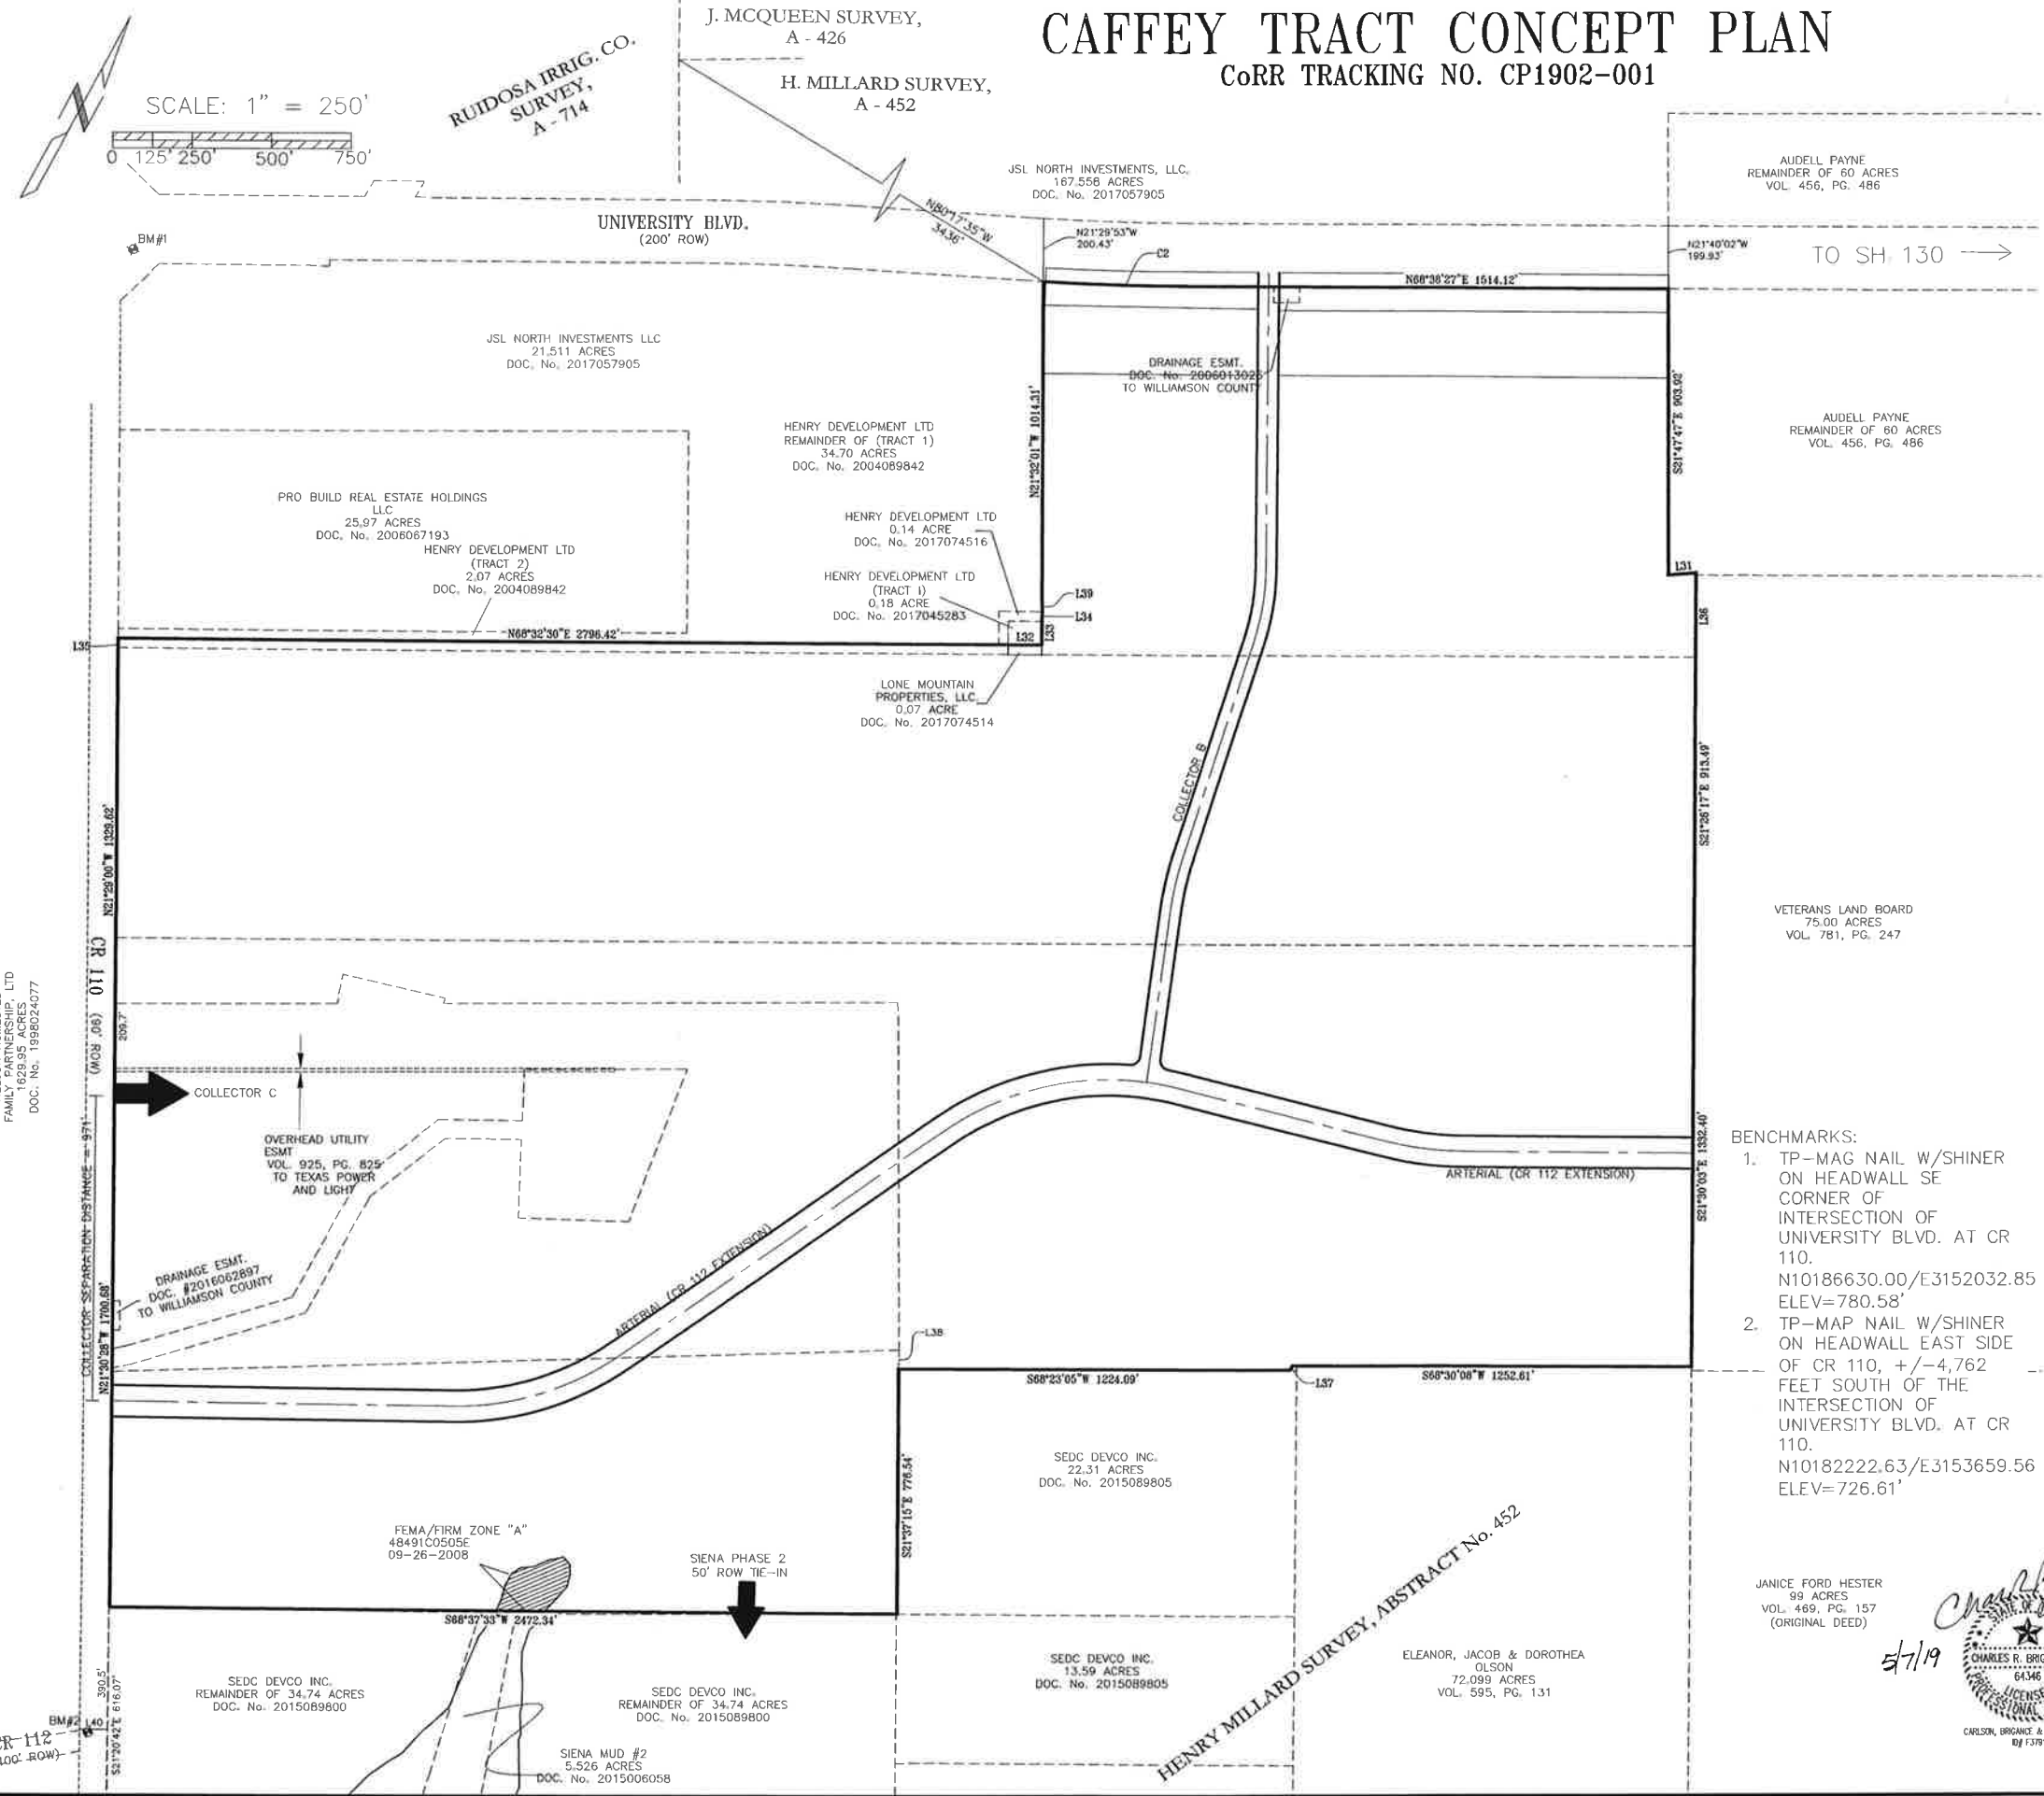 CAFFEY TRACT CONCEPT PLAN
CoRR TRACKING NO. CP1902-001
J. MCQUEEN SURVEY,
A - 426
H. MILLARD SURVEY,
A - 452
RUIDOSA IRRIG. CO.
SURVEY,
A - 714
N
SCALE: 1" = 250'
0 125' 250' 500' 750'
JSL NORTH INVESTMENTS, LLC.
167.558 ACRES
DOC. No. 2017057905
AUDELL PAYNE
REMAINDER OF 60 ACRES
VOL. 456, PG. 486
UNIVERSITY BLVD.
(200' ROW)
BM#1
N80°17'35"W
3436'
N21°29'53"W
200.43'
C2
N68°38'27"E 1514.12'
N21°40'02"W
199.93'
TO SH 130
JSL NORTH INVESTMENTS LLC
21.511 ACRES
DOC. No. 2017057905
DRAINAGE ESMT.
DOC. No. 2006013026
TO WILLIAMSON COUNTY
N21°32'01"W 1014.31'
S21°47'47"E 903.92'
AUDELL PAYNE
REMAINDER OF 60 ACRES
VOL. 456, PG. 486
HENRY DEVELOPMENT LTD
REMAINDER OF (TRACT 1)
34.70 ACRES
DOC. No. 2004089842
PRO BUILD REAL ESTATE HOLDINGS
LLC
25.97 ACRES
DOC. No. 2006067193
HENRY DEVELOPMENT LTD
(TRACT 2)
2.07 ACRES
DOC. No. 2004089842
HENRY DEVELOPMENT LTD
0.14 ACRE
DOC. No. 2017074516
HENRY DEVELOPMENT LTD
(TRACT 1)
0.18 ACRE
DOC. No. 2017045283
L39
L34
L33
L32
L31
L36
L35
N68°32'30"E 2796.42'
LONE MOUNTAIN
PROPERTIES, LLC.
0.07 ACRE
DOC. No. 2017074514
COLLECTOR B
N21°29'00"W 1329.62'
S21°26'17"E 913.49'
VETERANS LAND BOARD
75.00 ACRES
VOL. 781, PG. 247
FAMILY PARTNERSHIP, LTD
1629.95 ACRES
DOC. No. 1998024077
CR 110 (90' ROW)
209.7'
COLLECTOR C
OVERHEAD UTILITY
ESMT
VOL. 925, PG. 825
TO TEXAS POWER
AND LIGHT
COLLECTOR SEPARATION DISTANCE = 971'
ARTERIAL (CR 112 EXTENSION)
S21°30'03"E 1332.40'
DRAINAGE ESMT.
DOC. #2016062897
TO WILLIAMSON COUNTY
N21°30'28"W 1700.68'
ARTERIAL (CR 112 EXTENSION)
L38
S68°23'05"W 1224.09'
L37
S68°30'08"W 1252.61'
BENCHMARKS:
1. TP-MAG NAIL W/SHINER
ON HEADWALL SE
CORNER OF
INTERSECTION OF
UNIVERSITY BLVD. AT CR
110.
N10186630.00/E3152032.85
ELEV=780.58'
2. TP-MAP NAIL W/SHINER
ON HEADWALL EAST SIDE
OF CR 110, +/-4,762
FEET SOUTH OF THE
INTERSECTION OF
UNIVERSITY BLVD. AT CR
110.
N10182222.63/E3153659.56
ELEV=726.61'
S21°37'15"E 776.54'
SEDC DEVCO INC.
22.31 ACRES
DOC. No. 2015089805
FEMA/FIRM ZONE "A"
48491C0505E
09-26-2008
SIENA PHASE 2
50' ROW TIE-IN
S68°37'33"W 2472.34'
HENRY MILLARD SURVEY, ABSTRACT No. 452
JANICE FORD HESTER
99 ACRES
VOL. 469, PG. 157
(ORIGINAL DEED)
5/7/19
CHARLES R. BRIG
64346
LICENSE
PROFESSIONAL
CARLSON, BRIGANCE &
ID# F379
SEDC DEVCO INC.
REMAINDER OF 34.74 ACRES
DOC. No. 2015089800
SEDC DEVCO INC.
REMAINDER OF 34.74 ACRES
DOC. No. 2015089800
SEDC DEVCO INC.
13.59 ACRES
DOC. No. 2015089805
ELEANOR, JACOB & DOROTHEA
OLSON
72.099 ACRES
VOL. 595, PG. 131
390.5'
S21°20'42"E 616.07'
BM#2
L40
CR 112
100' ROW)
SIENA MUD #2
5.526 ACRES
DOC. No. 2015006058